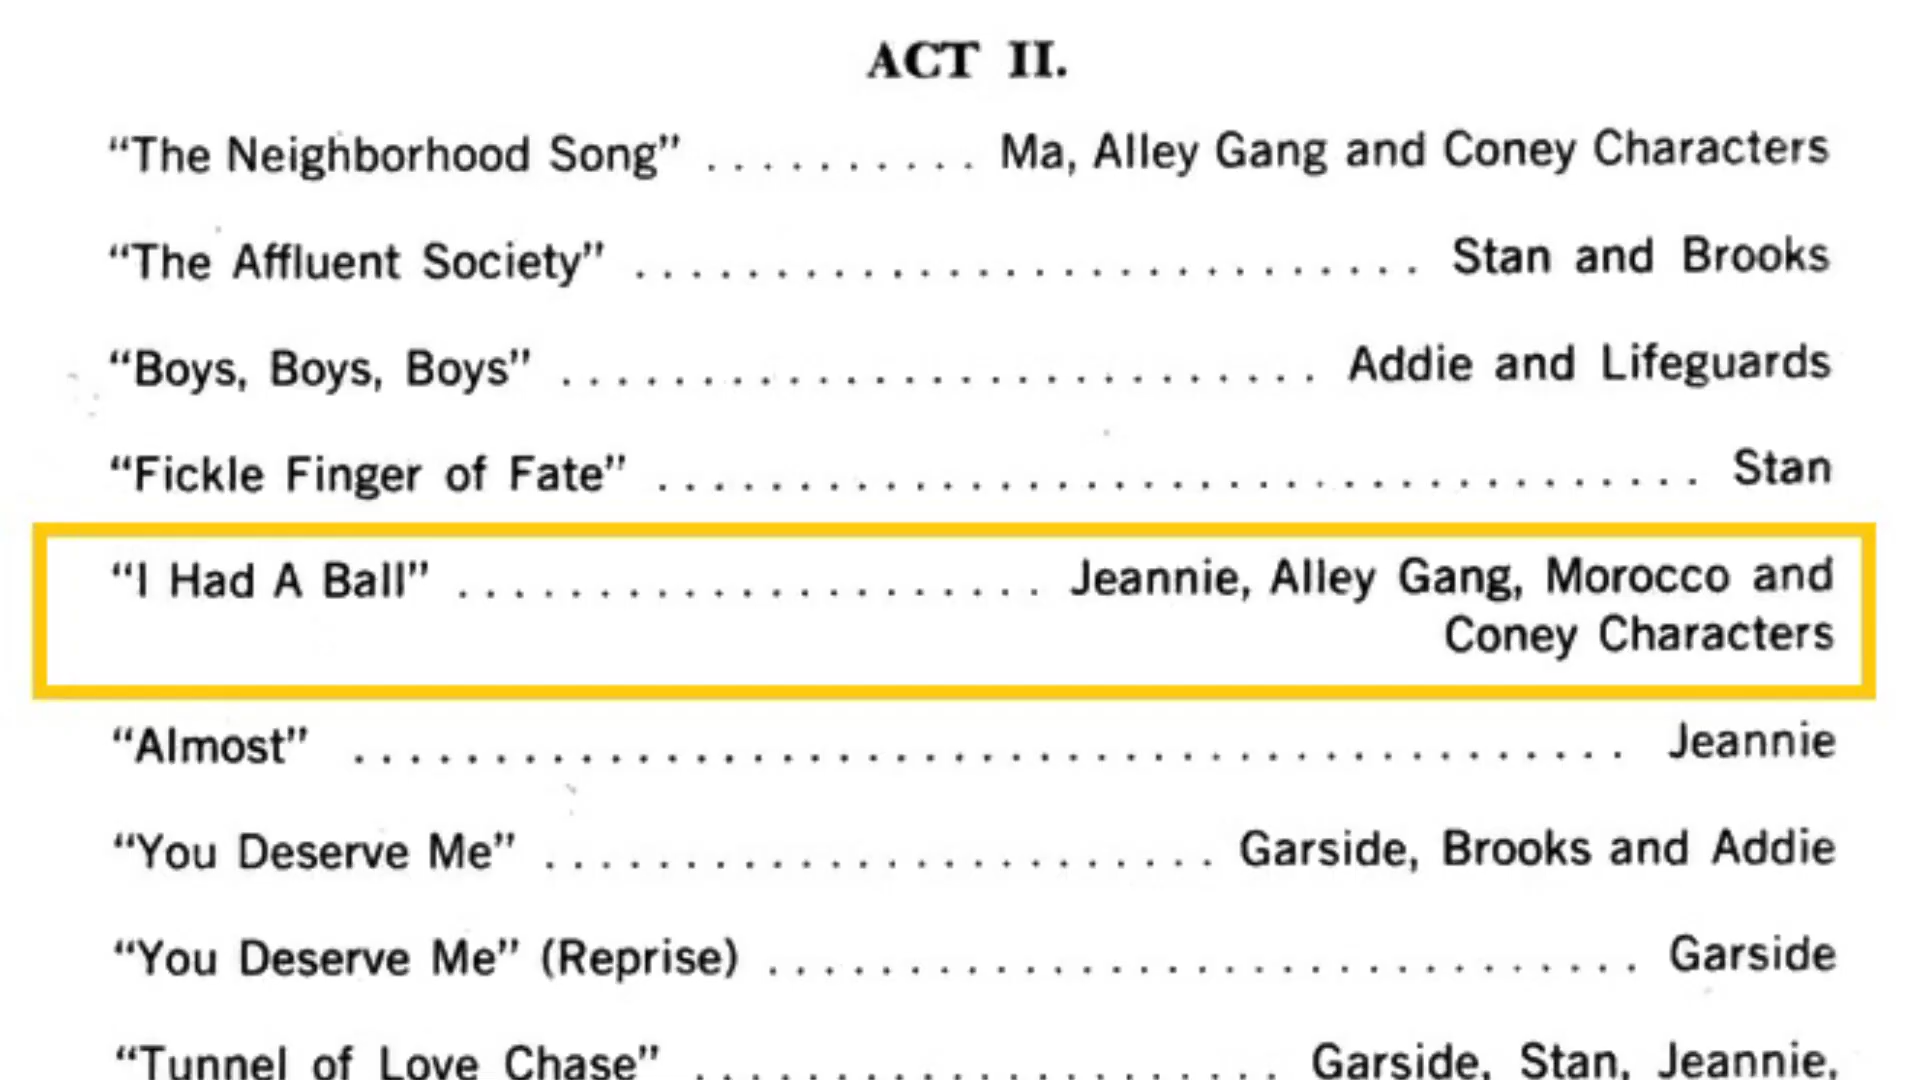 ACT II.
“The Neighborhood Song” .......... Ma, Alley Gang and Coney Characters
“The Affluent Society” ............................ Stan and Brooks
“Boys, Boys, Boys” ........................... Addie and Lifeguards
“Fickle Finger of Fate” ..................................... Stan
“I Had A Ball” ..................... Jeannie, Alley Gang, Morocco and
Coney Characters
“Almost” ............................................. Jeannie
“You Deserve Me” ........................ Garside, Brooks and Addie
“You Deserve Me” (Reprise) ............................... Garside
“Tunnel of Love Chase” ..................... Garside, Stan, Jeannie,